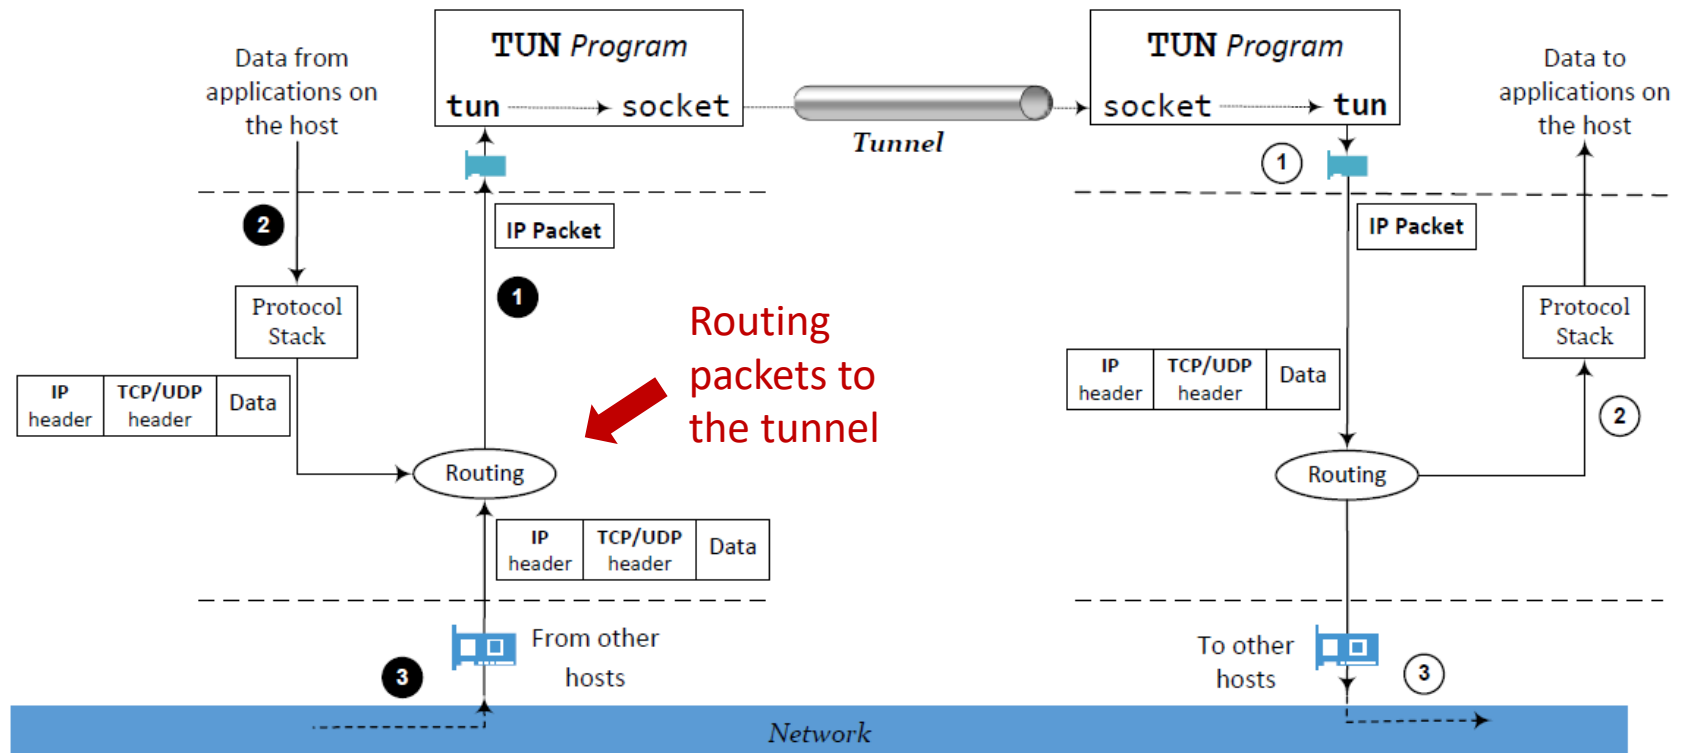 TUN Program
tun
socket
Data from
applications on
the host
Tunnel
TUN Program
socket
tun
Data to
applications on
the host
1
2
IP Packet
1
Protocol
Stack
IP
header
TCP/UDP
header
Data
Routing
packets to
the tunnel
Routing
IP
header
TCP/UDP
header
Data
From other
hosts
3
IP Packet
Protocol
Stack
IP
header
TCP/UDP
header
Data
2
Routing
To other
hosts
3
Network